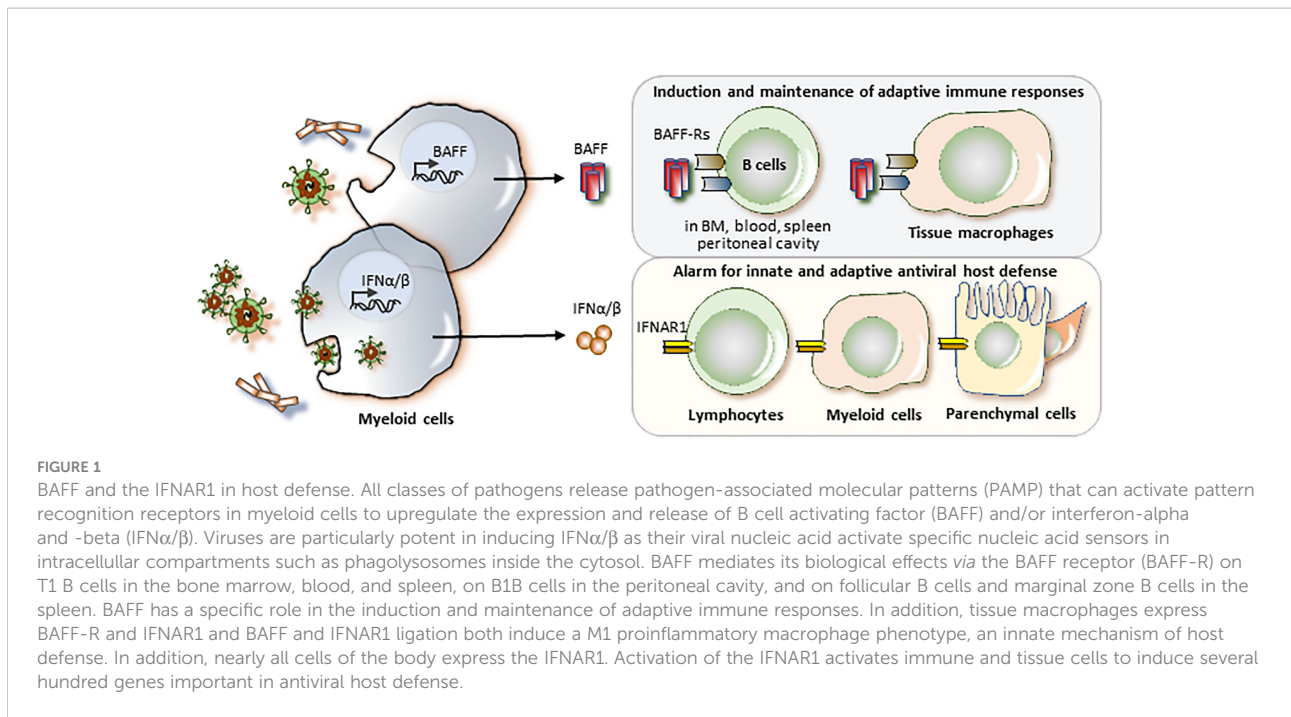 Induction and maintenance of adaptive immune responses
BAFF
BAFF
BAFF-Rs
B cells
in BM, blood, spleen
peritoneal cavity
Tissue macrophages
IFNα/β
IFNα/β
Alarm for innate and adaptive antiviral host defense
IFNAR1
Myeloid cells
Lymphocytes
Myeloid cells
Parenchymal cells
FIGURE 1
BAFF and the IFNAR1 in host defense. All classes of pathogens release pathogen-associated molecular patterns (PAMP) that can activate pattern
recognition receptors in myeloid cells to upregulate the expression and release of B cell activating factor (BAFF) and/or interferon-alpha
and -beta (IFNα/β). Viruses are particularly potent in inducing IFNα/β as their viral nucleic acid activate specific nucleic acid sensors in
intracellullar compartments such as phagolysosomes inside the cytosol. BAFF mediates its biological effects via the BAFF receptor (BAFF-R) on
T1 B cells in the bone marrow, blood, and spleen, on B1B cells in the peritoneal cavity, and on follicular B cells and marginal zone B cells in the
spleen. BAFF has a specific role in the induction and maintenance of adaptive immune responses. In addition, tissue macrophages express
BAFF-R and IFNAR1 and BAFF and IFNAR1 ligation both induce a M1 proinflammatory macrophage phenotype, an innate mechanism of host
defense. In addition, nearly all cells of the body express the IFNAR1. Activation of the IFNAR1 activates immune and tissue cells to induce several
hundred genes important in antiviral host defense.